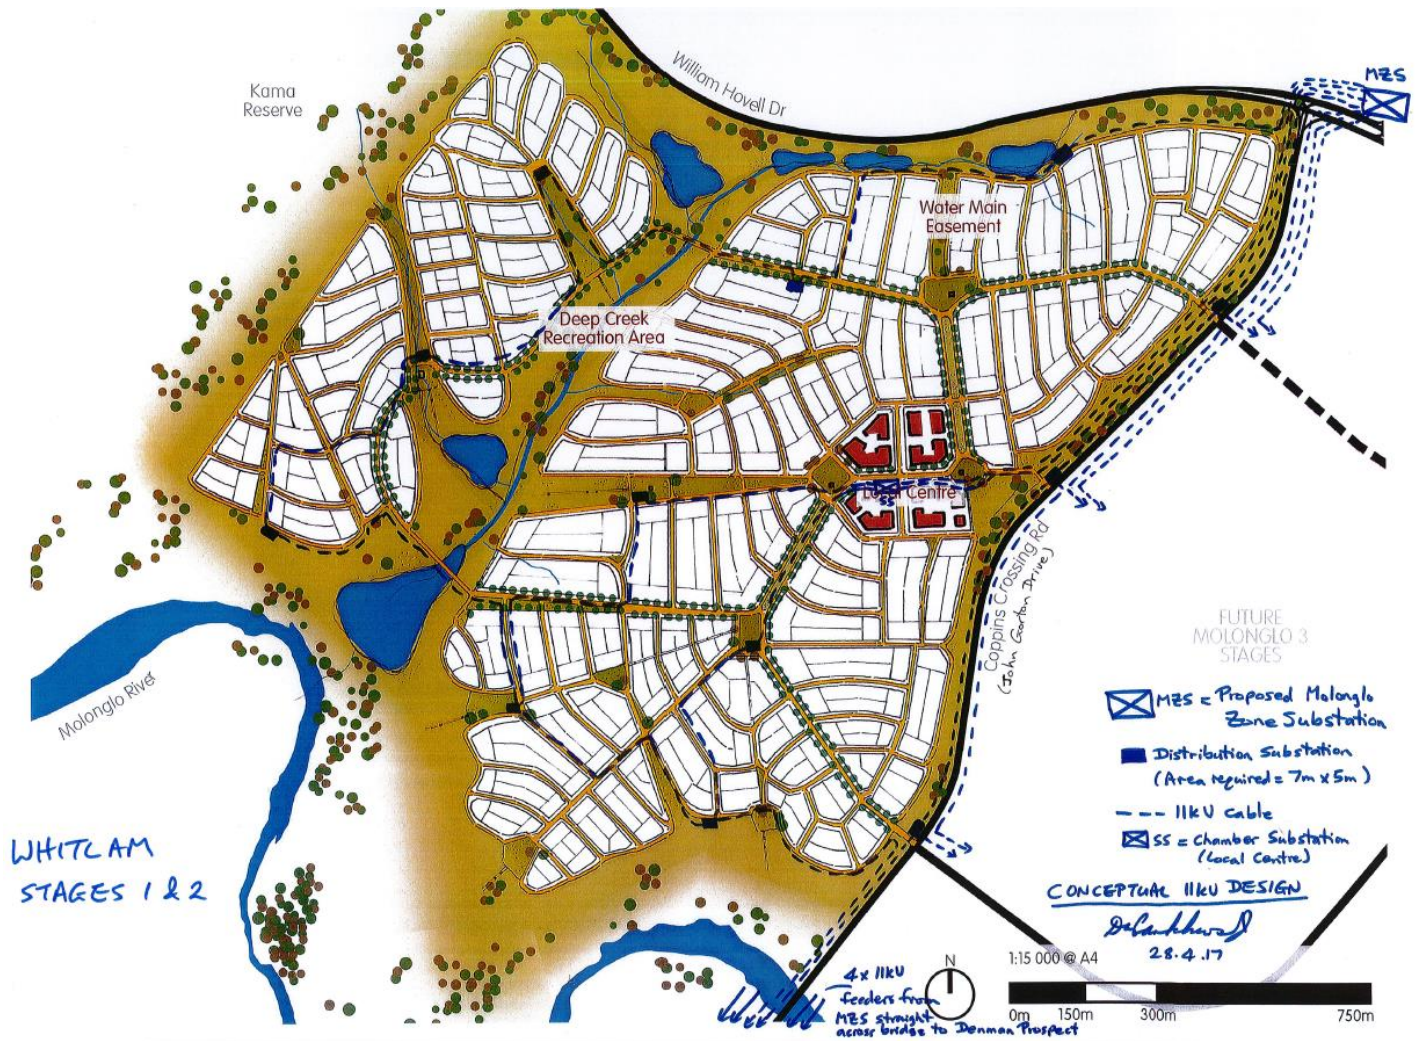 William Hovell Dr
MZS
Kama
Reserve
Water Main
Easement
Deep Creek
Recreation Area
Local Centre
SS
Coppins Crossing Rd
(John Gorton Drive)
FUTURE
MOLONGLO 3
STAGES
Molonglo River
MZS = Proposed Molonglo
Zone Substation
Distribution Substation
(Area required = 7m x 5m)
--- 11kV Cable
SS = Chamber Substation
(Local Centre)
CONCEPTUAL 11kV DESIGN
28.4.17
WHITLAM
STAGES 1 & 2
4 x 11kV
feeders from
MZS straight
across bridge to Denman Prospect
N
1:15 000 @ A4
0m 150m 300m 750m